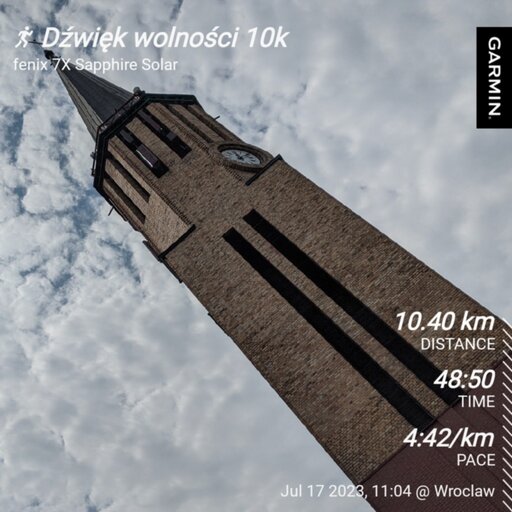 Dźwięk wolności 10k
fenix 7X Sapphire Solar
GARMIN.
10.40 km
DISTANCE
48:50
TIME
4:42/km
PACE
Jul 17 2023, 11:04 @ Wroclaw